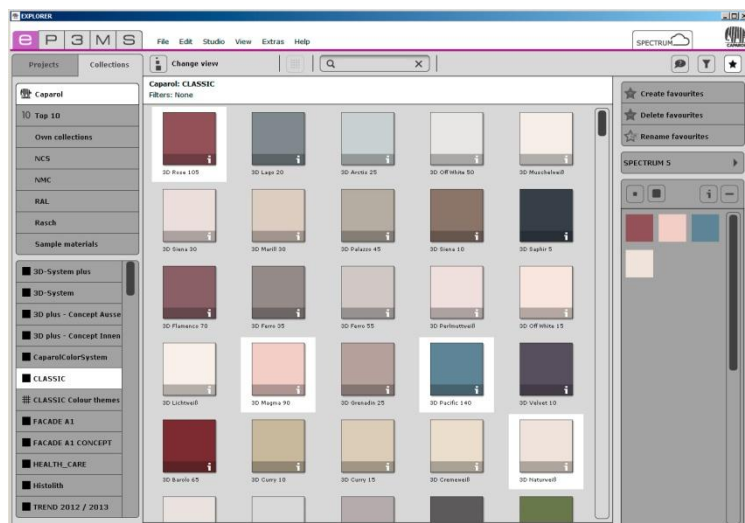 EXPLORER
e P 3 M S
File Edit Studio View Extras Help
SPECTRUM
CAPAROL
Projects Collections
Change view
Q X
Caparol
10 Top 10
Own collections
NCS
NMC
RAL
Rasch
Sample materials
3D-System plus
3D-System
3D plus - Concept Ausse
3D plus - Concept Innen
CaparolColorSystem
CLASSIC
CLASSIC Colour themes
FACADE A1
FACADE A1 CONCEPT
HEALTH_CARE
Histolith
TREND 2012 / 2013
Caparol: CLASSIC
Filters: None
3D Rosa 105 3D Lago 20 3D Arctic 25 3D Off White 50 3D Muschelweiß
3D Siena 30 3D Marill 30 3D Palazzo 45 3D Siena 10 3D Saphir 5
3D Flamenco 70 3D Ferro 35 3D Ferro 55 3D Perlmuttweiß 3D Off White 15
3D Lichtweiß 3D Magma 90 3D Grenadin 25 3D Pacific 140 3D Velvet 10
3D Barolo 65 3D Curry 10 3D Curry 15 3D Cremeweiß 3D Naturweiß
Create favourites
Delete favourites
Rename favourites
SPECTRUM 5